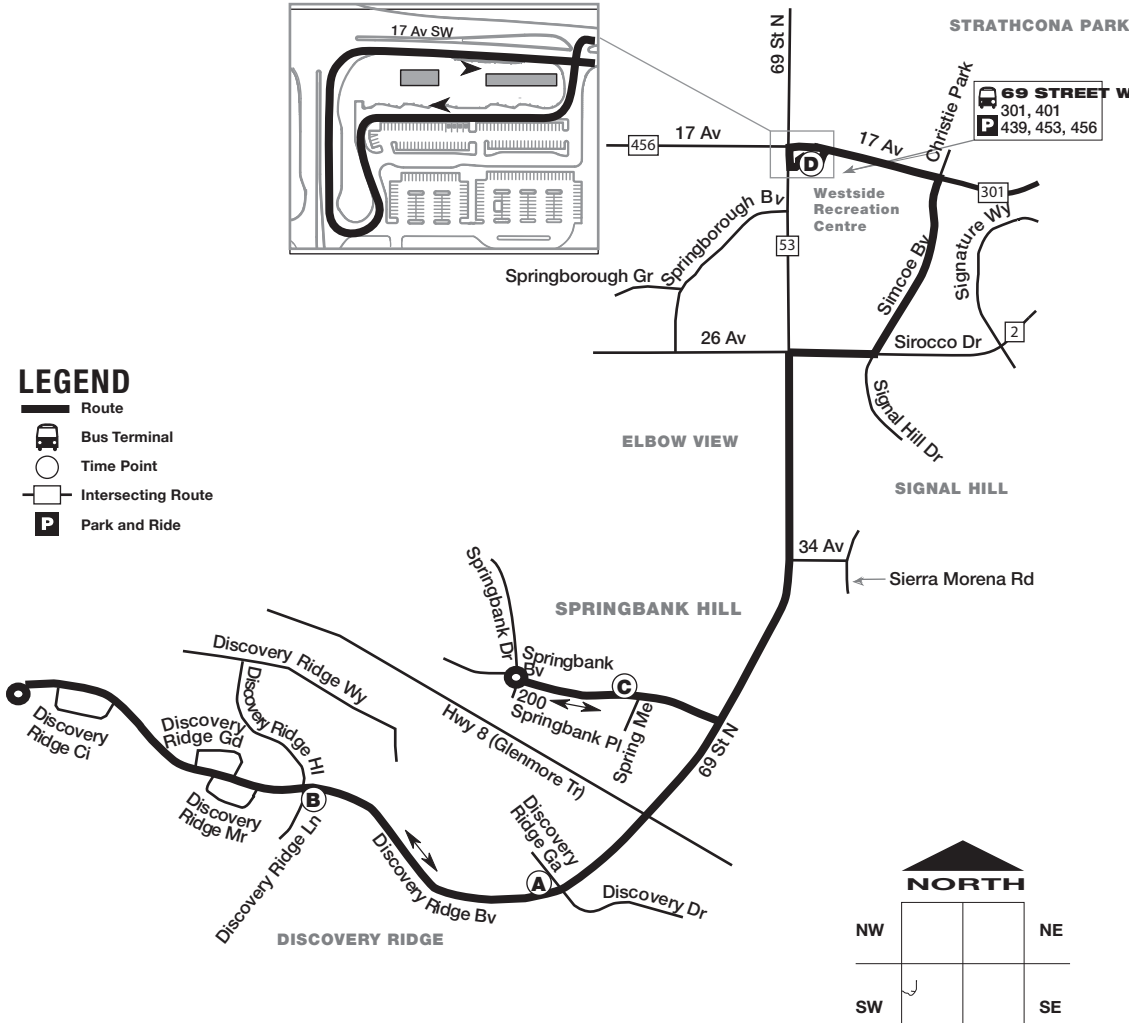 17 Av SW
69 St N
STRATHCONA PARK
Christie Park
69 STREET W
301, 401
P 439, 453, 456
456
17 Av
17 Av
D
301
Westside
Recreation
Centre
Springborough Bv
53
Signature Wy
Springborough Gr
Simcoe Bv
2
26 Av
Sirocco Dr
Signal Hill Dr
LEGEND
Route
Bus Terminal
Time Point
Intersecting Route
P Park and Ride
ELBOW VIEW
SIGNAL HILL
34 Av
Sierra Morena Rd
Springbank Dr
SPRINGBANK HILL
Springbank
Bv
C
200
Springbank Pl
Spring Me
69 St N
Hwy 8 (Glenmore Tr)
Discovery Ridge Wy
Discovery Ridge Hl
Discovery
Ridge Ci
Discovery
Ridge Gd
Discovery
Ridge Mr
B
Discovery Ridge Ln
Discovery Ridge Bv
Discovery
Ridge Ga
A
Discovery Dr
DISCOVERY RIDGE
NORTH
NW
NE
SW
SE